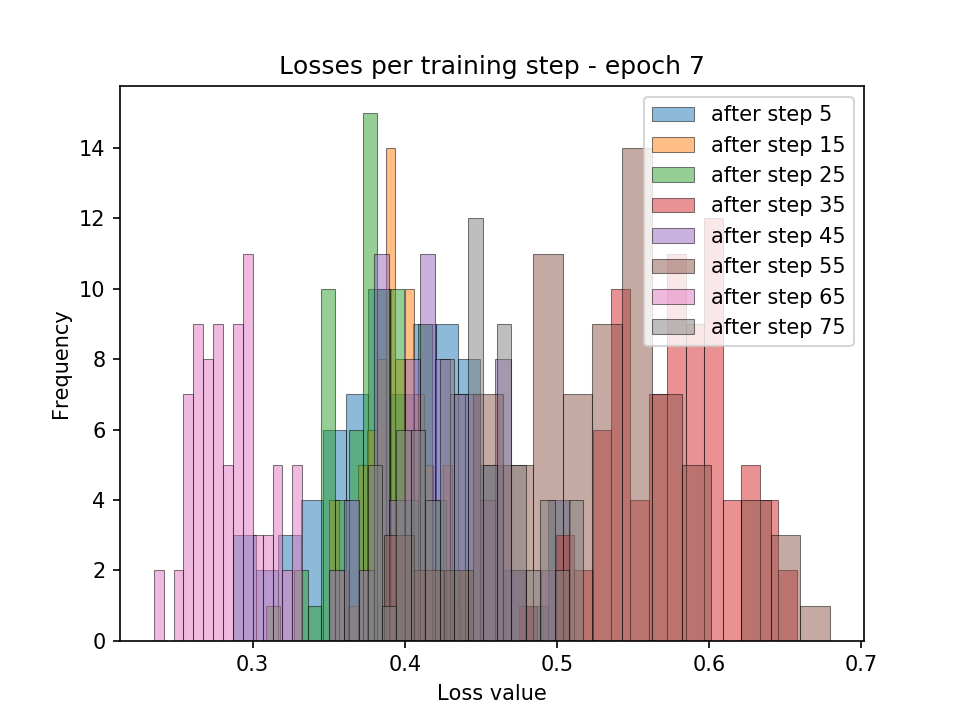 Losses per training step - epoch 7
after step 5
after step 15
after step 25
after step 35
after step 45
after step 55
after step 65
after step 75
Frequency
14
12
10
8
6
4
2
0
0.3 0.4 0.5 0.6 0.7
Loss value